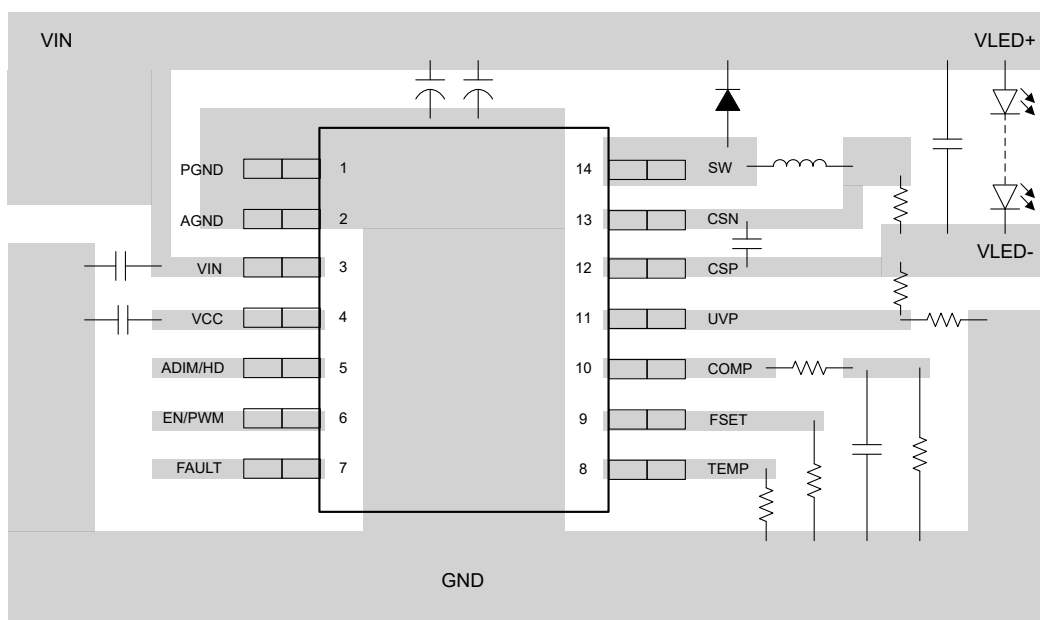 VIN
VLED+
PGND 1
14 SW
AGND 2
13 CSN
VLED-
VIN 3
12 CSP
VCC 4
11 UVP
ADIM/HD 5
10 COMP
EN/PWM 6
9 FSET
FAULT 7
8 TEMP
GND